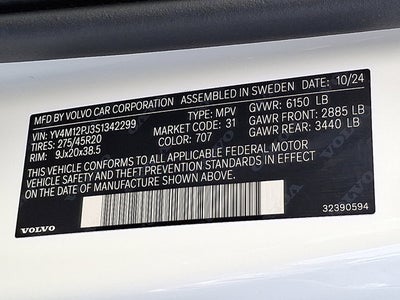 MFD BY VOLVO CAR CORPORATION ASSEMBLED IN SWEDEN DATE: 10/24
VIN: YV4M12PJ3S1342299 TYPE: MPV GVWR: 6150 LB
TIRES: 275/45R20 MARKET CODE: 31 GAWR FRONT: 2885 LB
RIM: 9Jx20x38.5 COLOR: 707 GAWR REAR: 3440 LB
THIS VEHICLE CONFORMS TO ALL APPLICABLE FEDERAL MOTOR
VEHICLE SAFETY AND THEFT PREVENTION STANDARDS IN EFFECT
ON THE DATE OF MANUFACTURE SHOWN ABOVE.
VOLVO 32390594